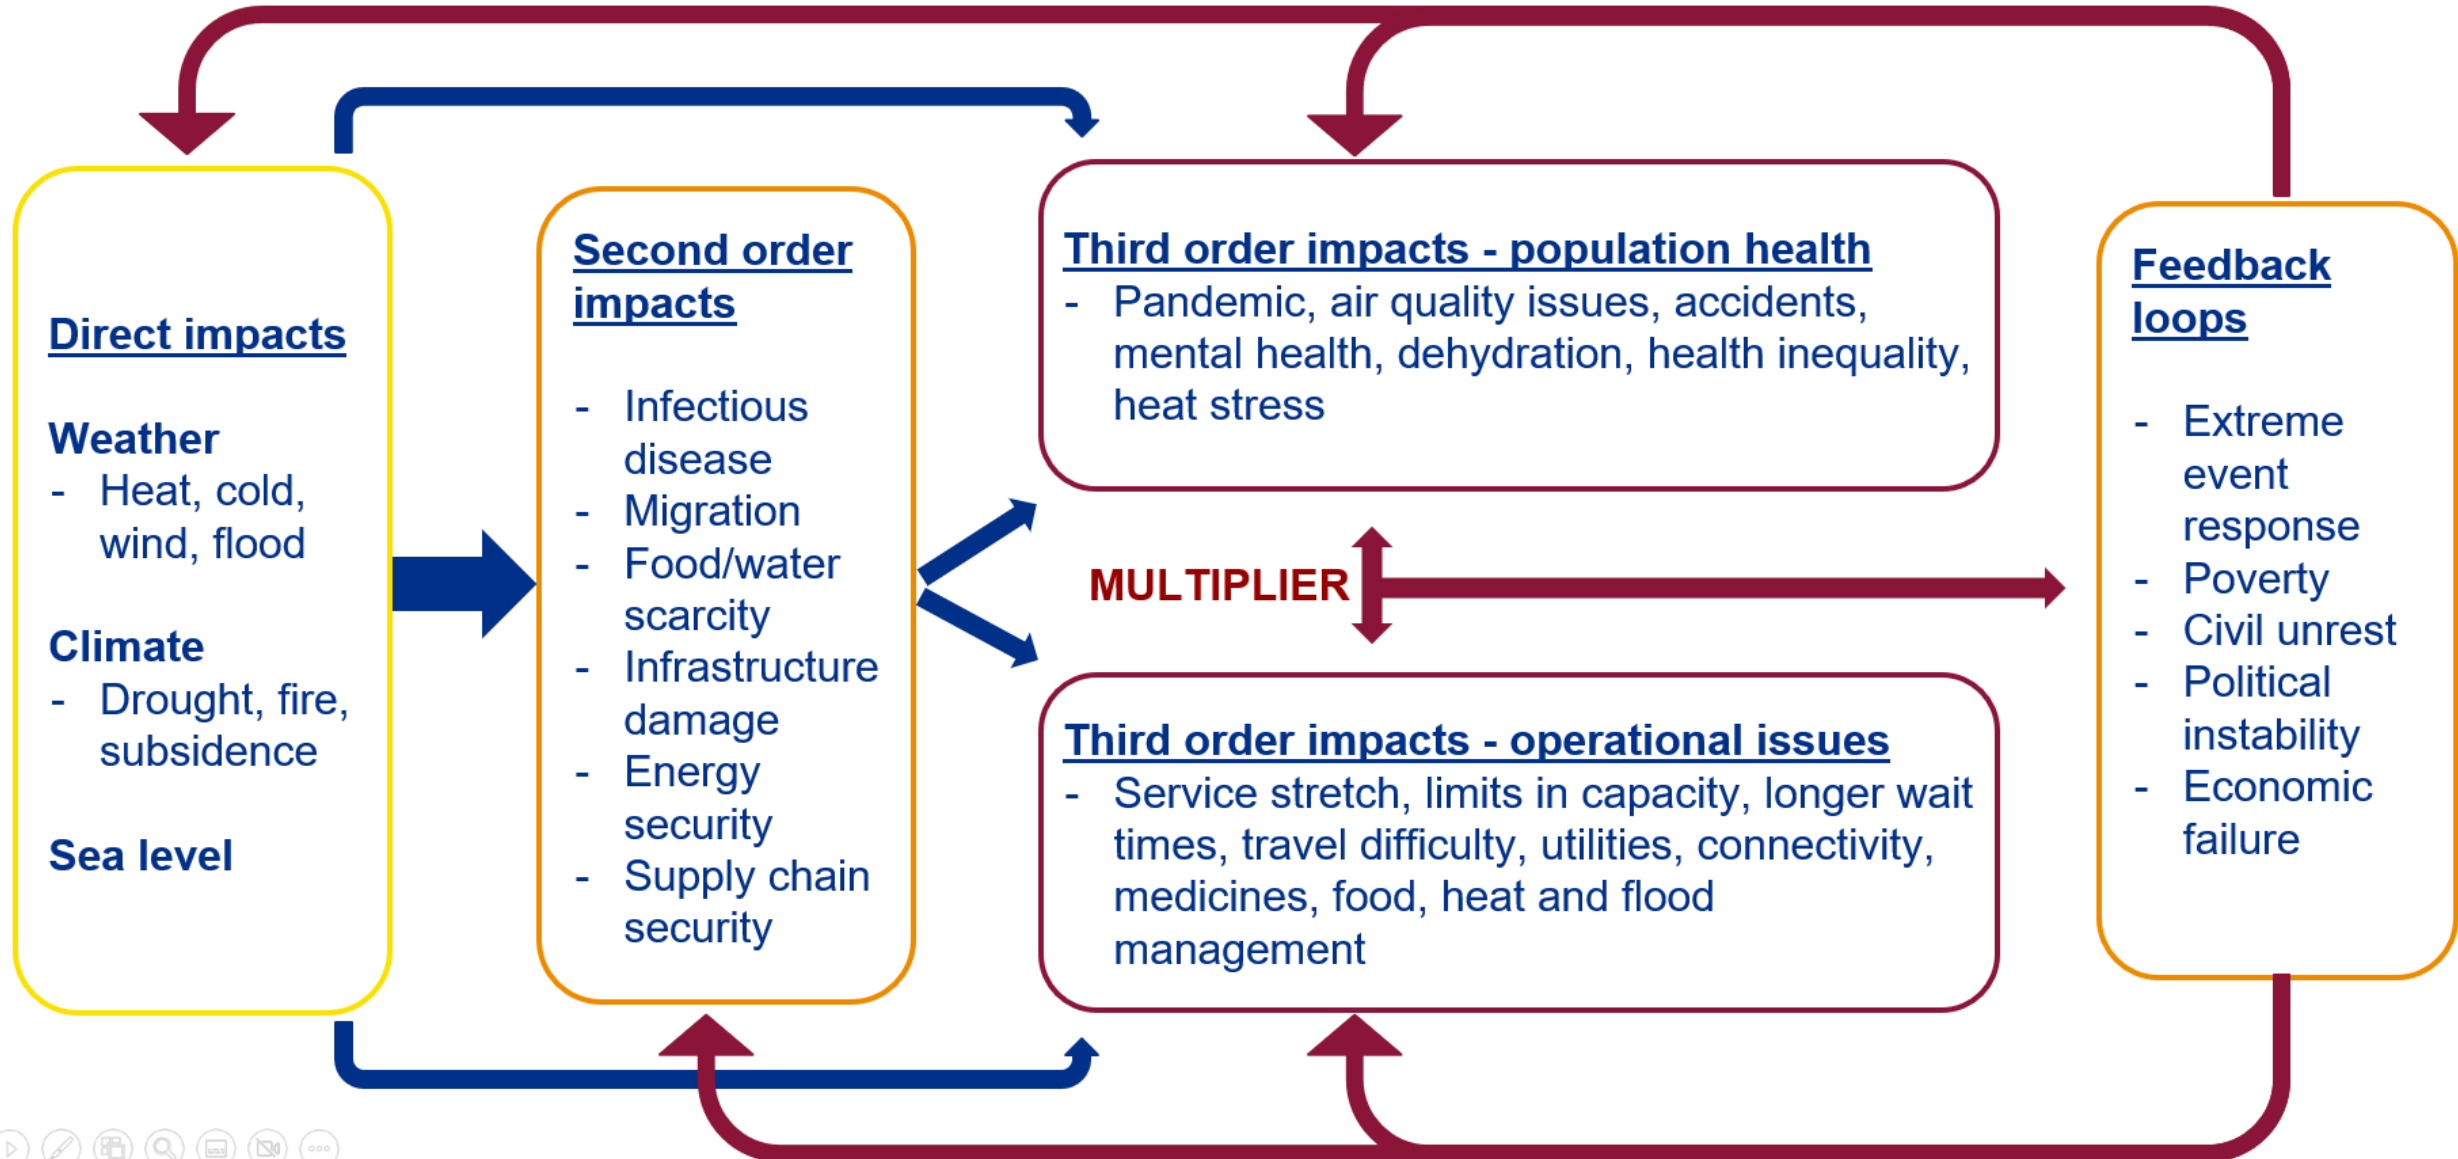 Direct impacts
Weather
- Heat, cold,
wind, flood
Climate
- Drought, fire,
subsidence
Sea level
Second order
impacts
- Infectious
disease
- Migration
- Food/water
scarcity
- Infrastructure
damage
- Energy
security
- Supply chain
security
Third order impacts - population health
- Pandemic, air quality issues, accidents,
mental health, dehydration, health inequality,
heat stress
MULTIPLIER
Third order impacts - operational issues
- Service stretch, limits in capacity, longer wait
times, travel difficulty, utilities, connectivity,
medicines, food, heat and flood
management
Feedback
loops
- Extreme
event
response
- Poverty
- Civil unrest
- Political
instability
- Economic
failure